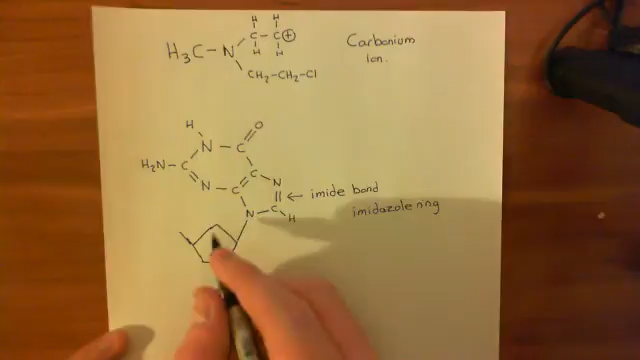 H H
H₃C-N C-C⊕
H H
CH₂-CH₂-Cl
Carbonium
Ion.
H O
N-C
H₂N-C C N
N-C
N-C H
← imide bond
imidazole ring